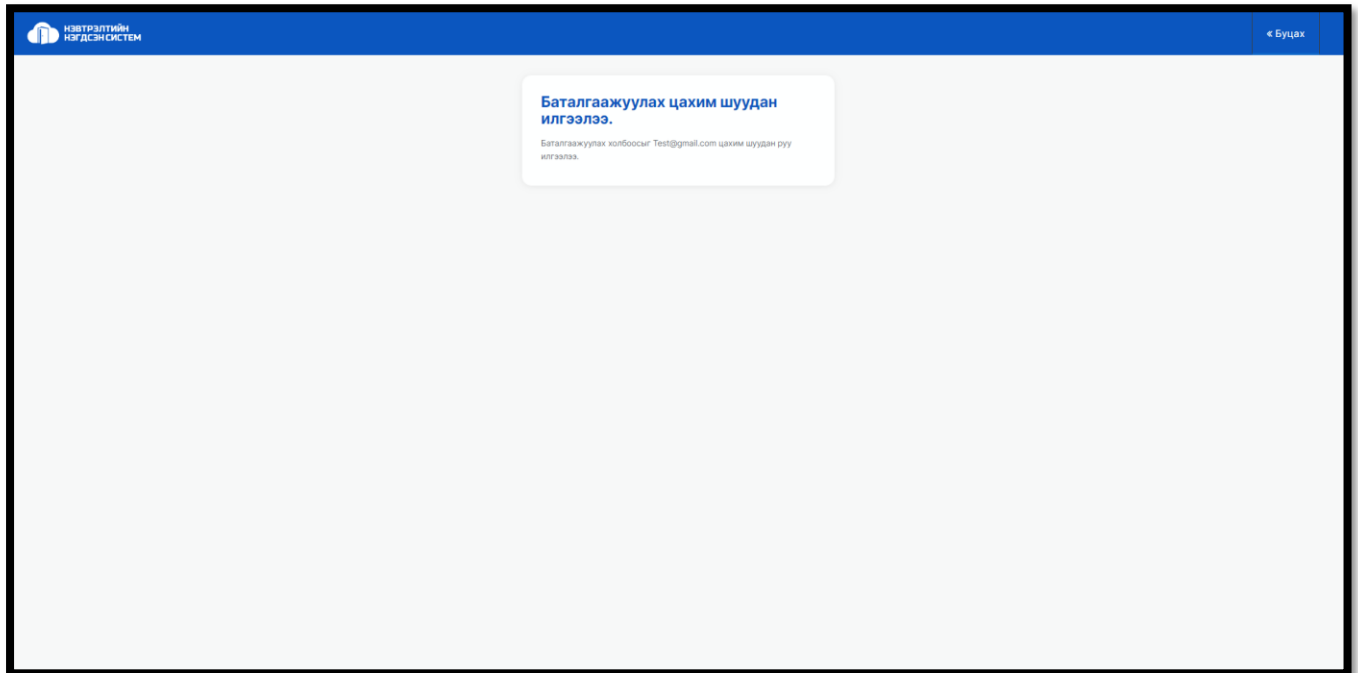 НЭВТРЭЛТИЙН
НЭГДСЭН СИСТЕМ
« Буцах
Баталгаажуулах цахим шуудан
илгээлээ.
Баталгаажуулах холбоосыг Test@gmail.com цахим шуудан руу
илгээлээ.